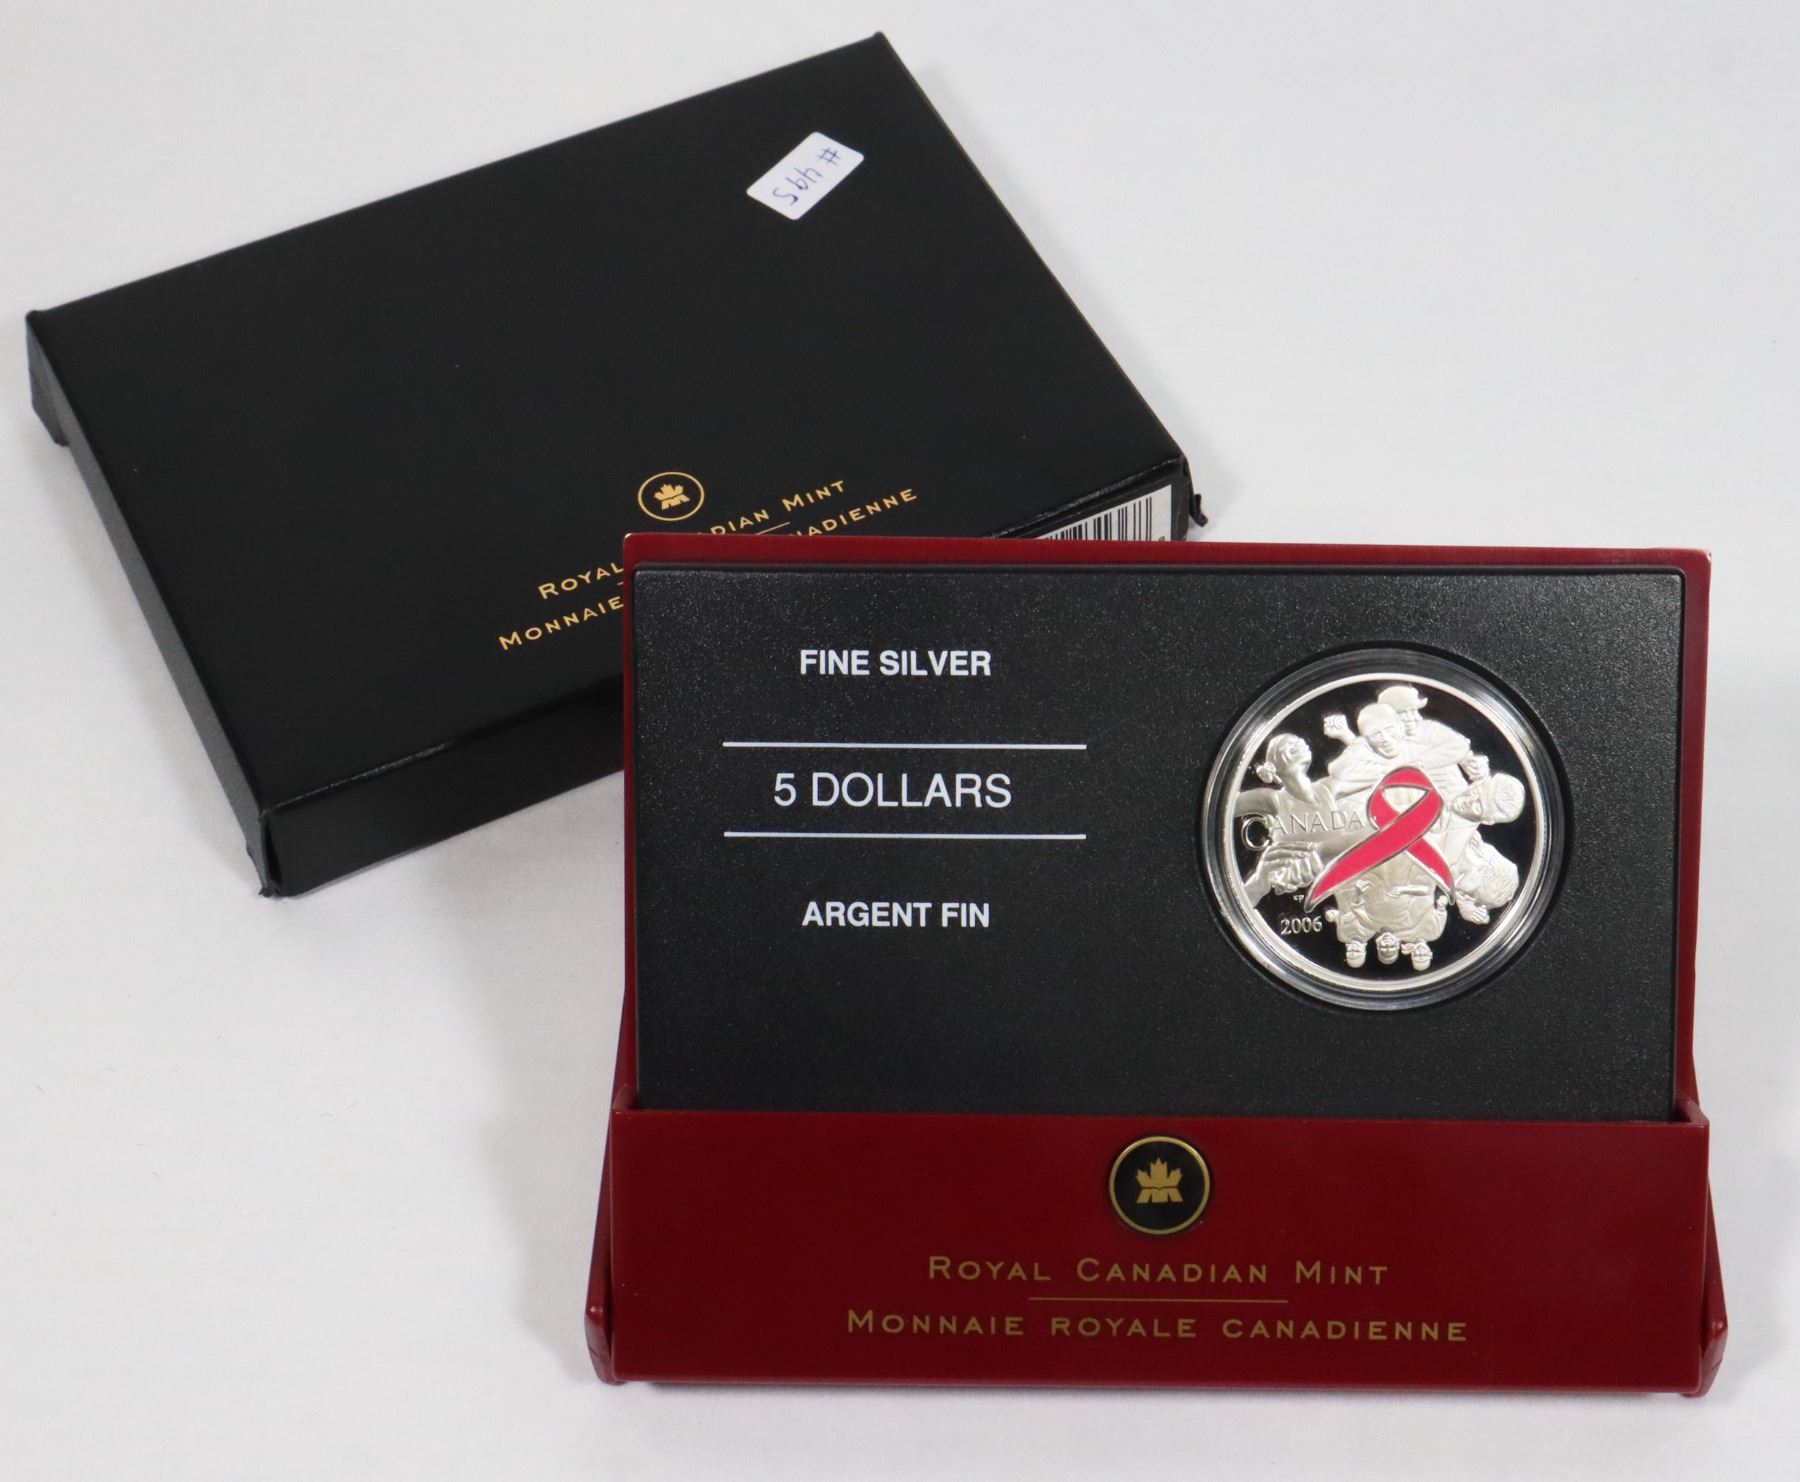 #495
ROYAL CANADIAN MINT
MONNAIE CANADIENNE
FINE SILVER
5 DOLLARS
ARGENT FIN
CANADA
CP
2006
ROYAL CANADIAN MINT
MONNAIE ROYALE CANADIENNE